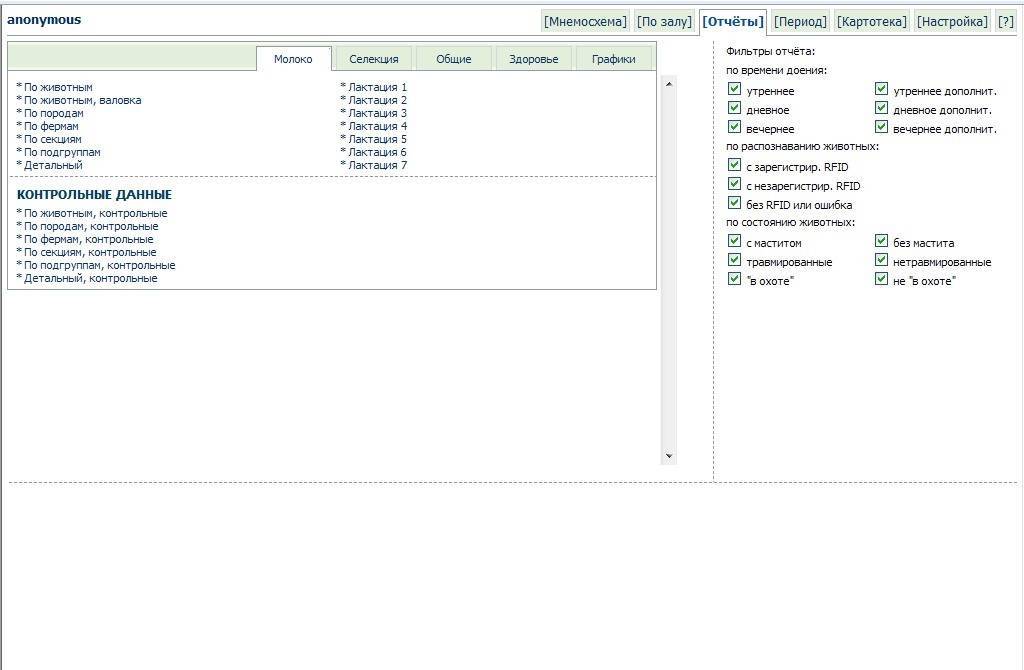 anonymous
[Мнемосхема] [По залу] [Отчёты] [Период] [Картотека] [Настройка] [?]
Молоко Селекция Общие Здоровье Графики
* По животным
* По животным, валовка
* По породам
* По фермам
* По секциям
* По подгруппам
* Детальный
* Лактация 1
* Лактация 2
* Лактация 3
* Лактация 4
* Лактация 5
* Лактация 6
* Лактация 7
КОНТРОЛЬНЫЕ ДАННЫЕ
* По животным, контрольные
* По породам, контрольные
* По фермам, контрольные
* По секциям, контрольные
* По подгруппам, контрольные
* Детальный, контрольные
Фильтры отчёта:
по времени доения:
утреннее утреннее дополнит.
дневное дневное дополнит.
вечернее вечернее дополнит.
по распознаванию животных:
с зарегистрир. RFID
с незарегистрир. RFID
без RFID или ошибка
по состоянию животных:
с маститом без мастита
травмированные нетравмированные
"в охоте" не "в охоте"